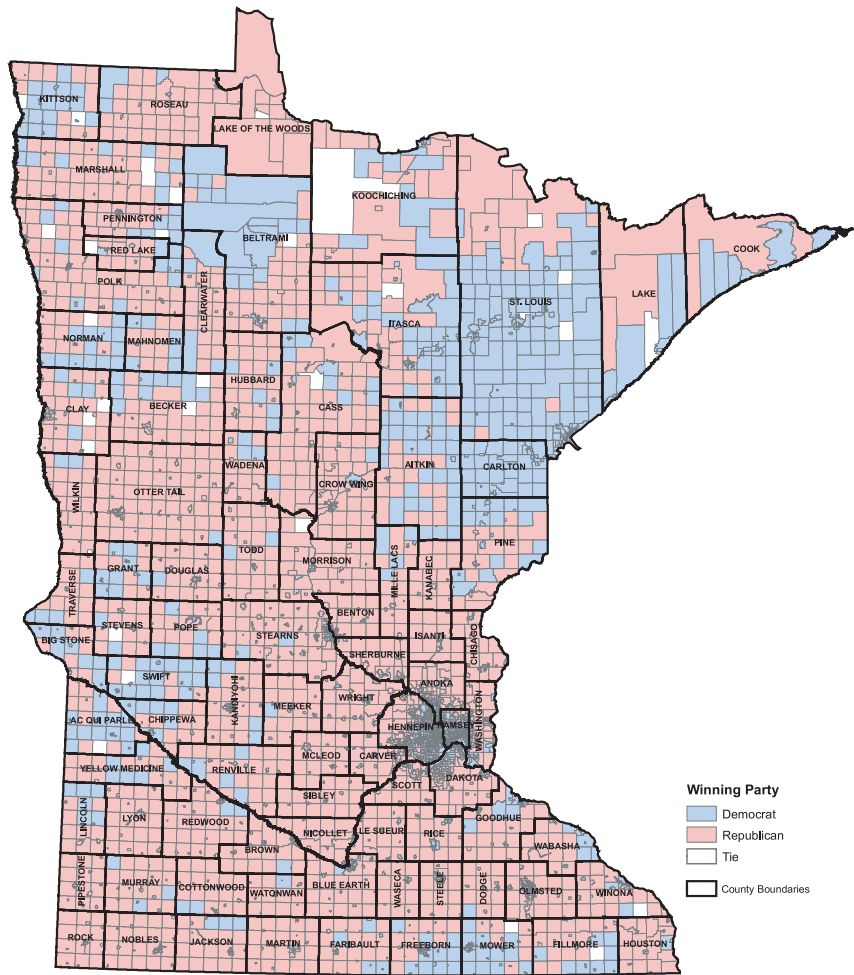 KITTSON
ROSEAU
LAKE OF THE WOODS
MARSHALL
KOOCHICHING
PENNINGTON
BELTRAMI
RED LAKE
COOK
POLK
CLEARWATER
ST. LOUIS
LAKE
ITASCA
NORMAN
MAHNOMEN
HUBBARD
CLAY
BECKER
CASS
WADENA
AITKIN
CARLTON
WILKIN
OTTER TAIL
CROW WING
PINE
TODD
MORRISON
MILLE LACS
KANABEC
TRAVERSE
GRANT
DOUGLAS
BENTON
STEVENS
POPE
STEARNS
ISANTI
CHISAGO
BIG STONE
SHERBURNE
SWIFT
ANOKA
KANDIYOHI
MEEKER
WRIGHT
WASHINGTON
AC QUI PARLE
CHIPPEWA
HENNEPIN
RAMSEY
MCLEOD
CARVER
YELLOW MEDICINE
RENVILLE
DAKOTA
SCOTT
SIBLEY
LINCOLN
LYON
REDWOOD
GOODHUE
NICOLLET
LE SUEUR
RICE
WABASHA
BROWN
PIPESTONE
MURRAY
COTTONWOOD
WATONWAN
BLUE EARTH
WASECA
STEELE
DODGE
OLMSTED
WINONA
ROCK
NOBLES
JACKSON
MARTIN
FARIBAULT
FREEBORN
MOWER
FILLMORE
HOUSTON
Winning Party
Democrat
Republican
Tie
County Boundaries